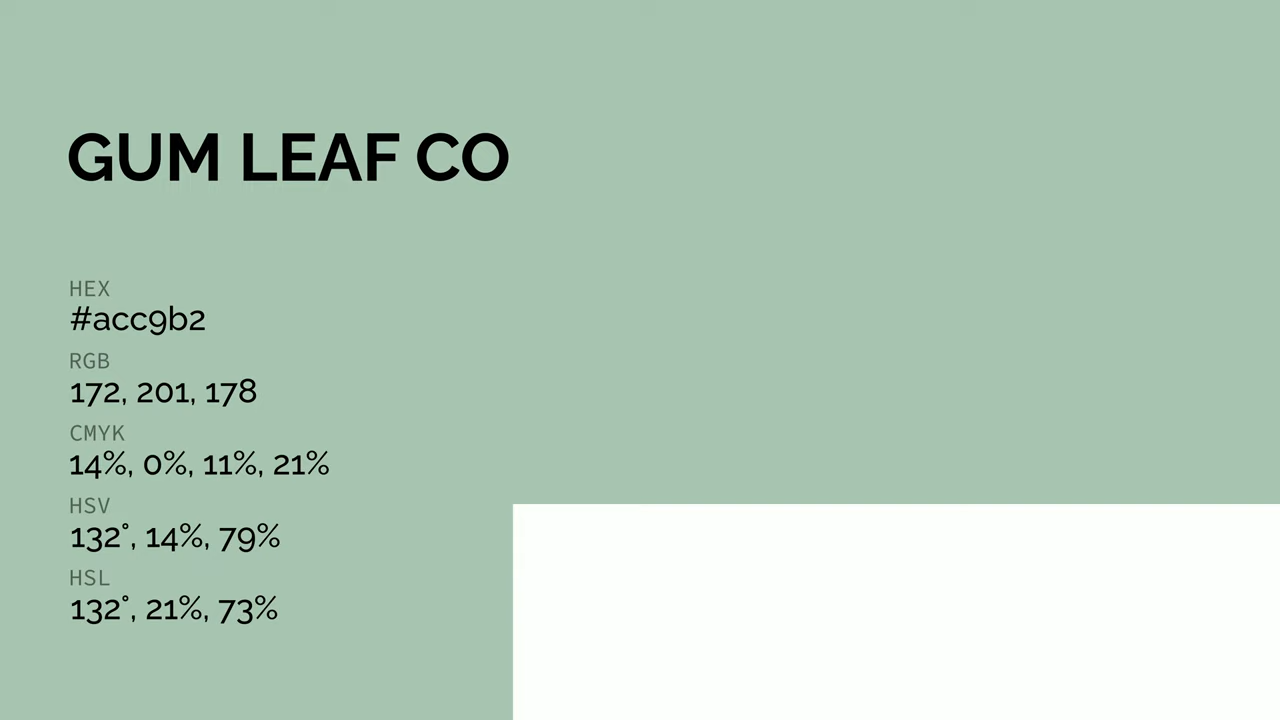 GUM LEAF CO
HEX
#acc9b2
RGB
172, 201, 178
CMYK
14%, 0%, 11%, 21%
HSV
132°, 14%, 79%
HSL
132°, 21%, 73%